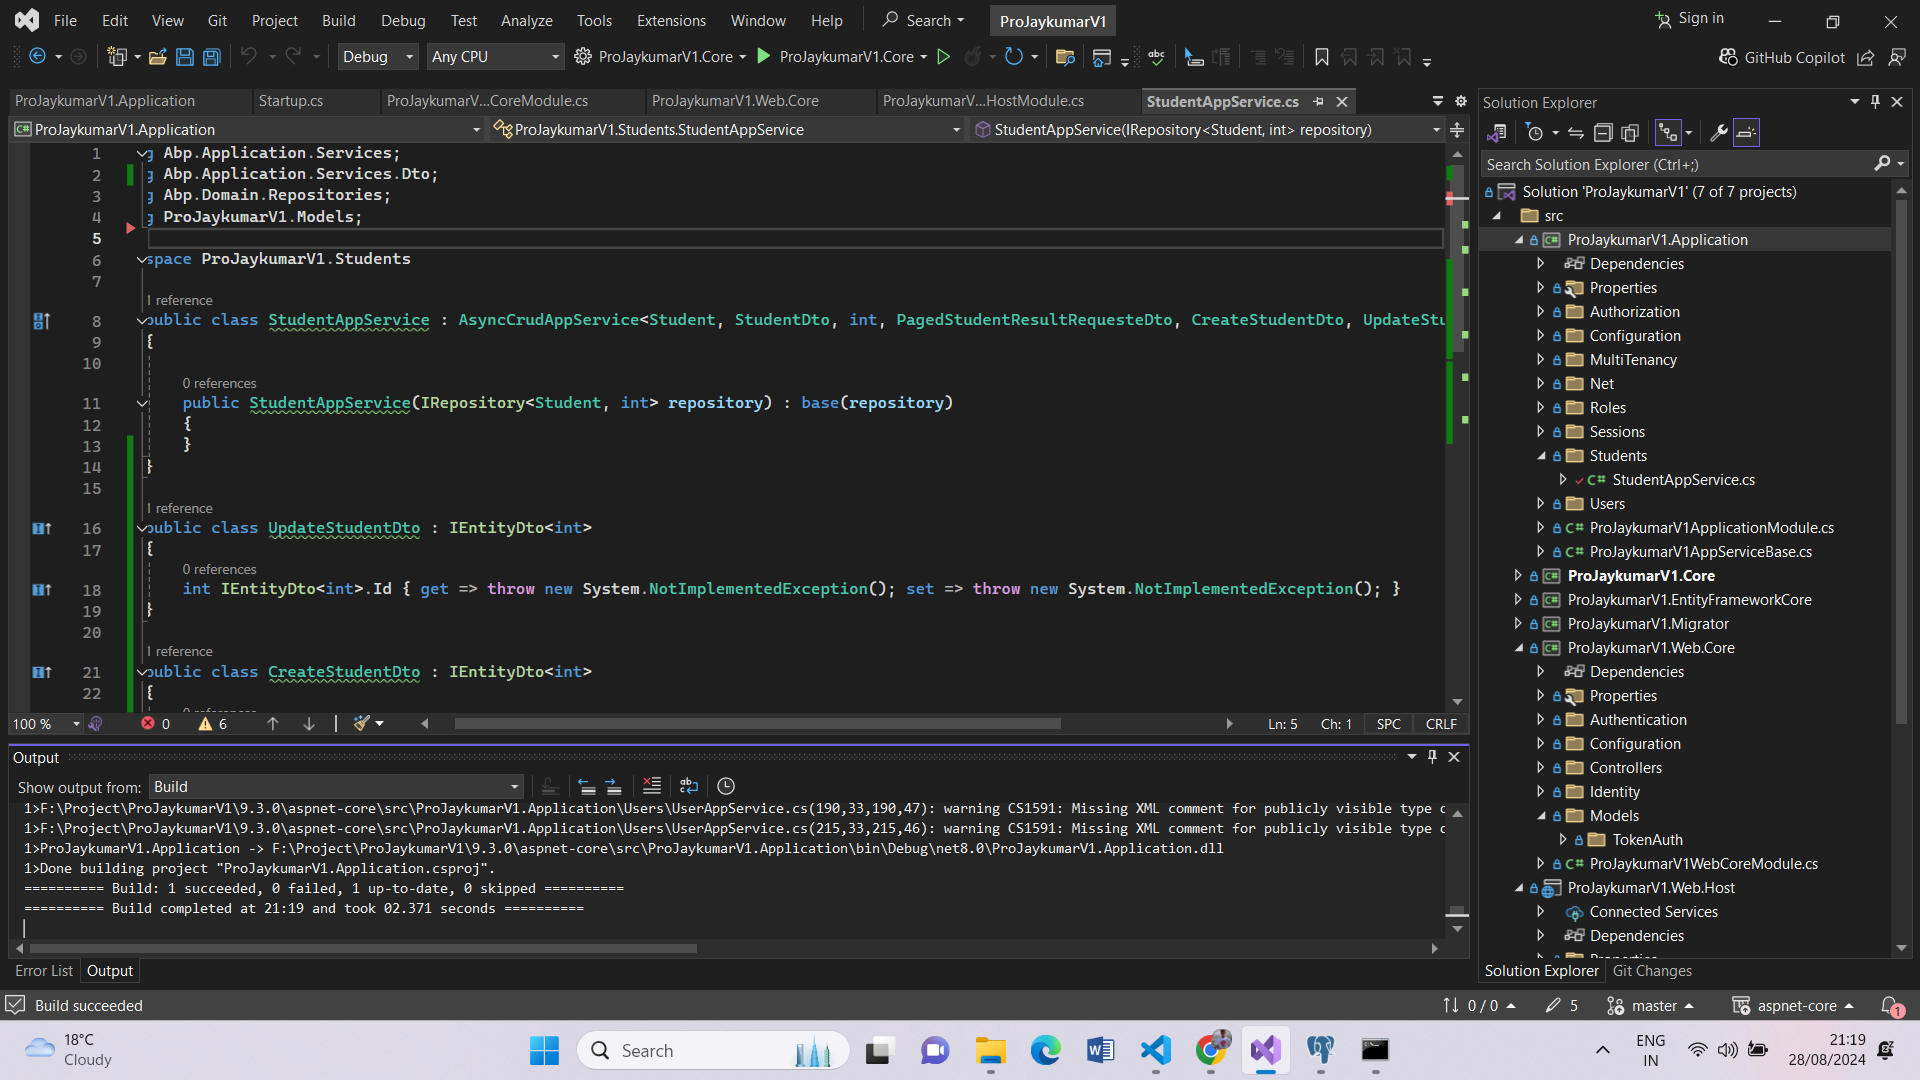 File Edit View Git Project Build Debug Test Analyze Tools Extensions Window Help Search ProJaykumarV1 Sign in
Debug Any CPU ProJaykumarV1.Core ProJaykumarV1.Core GitHub Copilot
ProJaykumarV1.Application Startup.cs ProJaykumarV...CoreModule.cs ProJaykumarV1.Web.Core ProJaykumarV...HostModule.cs StudentAppService.cs
ProJaykumarV1.Application ProJaykumarV1.Students.StudentAppService StudentAppService(IRepository<Student, int> repository)
1 g Abp.Application.Services;
2 g Abp.Application.Services.Dto;
3 g Abp.Domain.Repositories;
4 g ProJaykumarV1.Models;
5
6 space ProJaykumarV1.Students
7
1 reference
8 public class StudentAppService : AsyncCrudAppService<Student, StudentDto, int, PagedStudentResultRequesteDto, CreateStudentDto, UpdateStu
9 {
10
0 references
11 public StudentAppService(IRepository<Student, int> repository) : base(repository)
12 {
13 }
14 }
15
1 reference
16 public class UpdateStudentDto : IEntityDto<int>
17 {
0 references
18 int IEntityDto<int>.Id { get => throw new System.NotImplementedException(); set => throw new System.NotImplementedException(); }
19 }
20
1 reference
21 public class CreateStudentDto : IEntityDto<int>
22 {
0 references
100 % 0 6 Ln: 5 Ch: 1 SPC CRLF
Output
Show output from: Build
1>F:\Project\ProJaykumarV1\9.3.0\aspnet-core\src\ProJaykumarV1.Application\Users\UserAppService.cs(190,33,190,47): warning CS1591: Missing XML comment for publicly visible type c
1>F:\Project\ProJaykumarV1\9.3.0\aspnet-core\src\ProJaykumarV1.Application\Users\UserAppService.cs(215,33,215,46): warning CS1591: Missing XML comment for publicly visible type c
1>ProJaykumarV1.Application -> F:\Project\ProJaykumarV1\9.3.0\aspnet-core\src\ProJaykumarV1.Application\bin\Debug\net8.0\ProJaykumarV1.Application.dll
1>Done building project "ProJaykumarV1.Application.csproj".
========== Build: 1 succeeded, 0 failed, 1 up-to-date, 0 skipped ==========
========== Build completed at 21:19 and took 02.371 seconds ==========
Error List Output
Solution Explorer
Search Solution Explorer (Ctrl+;)
Solution 'ProJaykumarV1' (7 of 7 projects)
src
ProJaykumarV1.Application
Dependencies
Properties
Authorization
Configuration
MultiTenancy
Net
Roles
Sessions
Students
C# StudentAppService.cs
Users
C# ProJaykumarV1ApplicationModule.cs
C# ProJaykumarV1AppServiceBase.cs
ProJaykumarV1.Core
ProJaykumarV1.EntityFrameworkCore
ProJaykumarV1.Migrator
ProJaykumarV1.Web.Core
Dependencies
Properties
Authentication
Configuration
Controllers
Identity
Models
TokenAuth
C# ProJaykumarV1WebCoreModule.cs
ProJaykumarV1.Web.Host
Connected Services
Dependencies
Properties
Solution Explorer Git Changes
Build succeeded 0 / 0 5 master aspnet-core 1
18°C
Cloudy
Search
ENG
IN
21:19
28/08/2024